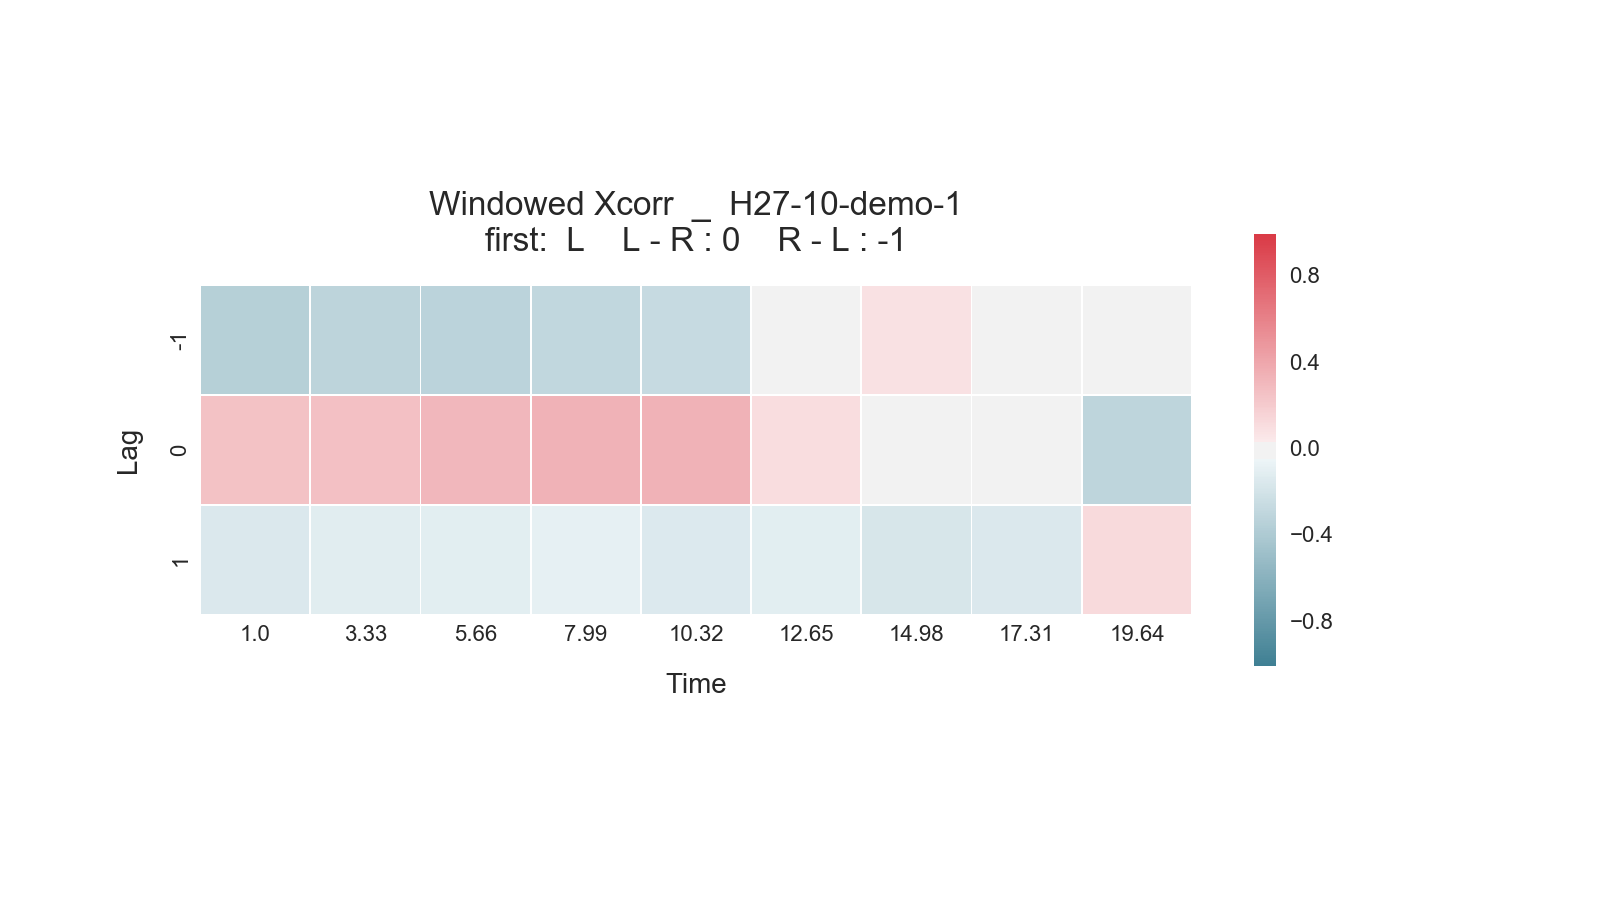 Windowed Xcorr _ H27-10-demo-1
first: L L - R : 0 R - L : -1
0.8
0.4
0.0
−0.4
−0.8
Lag
-1
0
1
1.0 3.33 5.66 7.99 10.32 12.65 14.98 17.31 19.64
Time